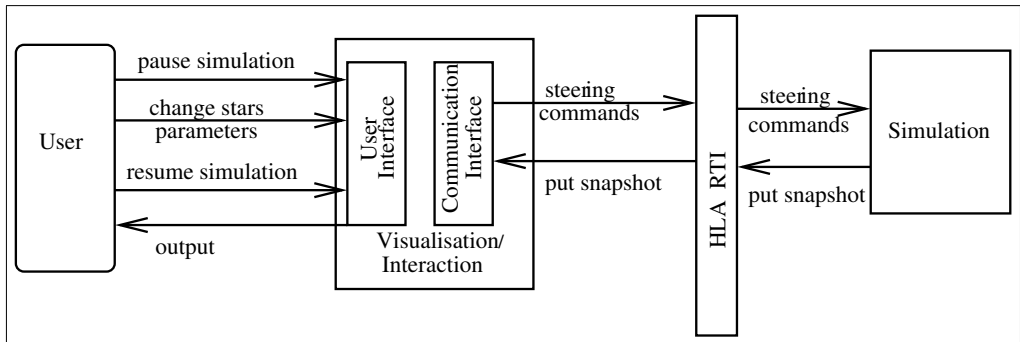 User
pause simulation
change stars
parameters
resume simulation
output
User
Interface
Communication
Interface
Visualisation/
Interaction
steering
commands
put snapshot
HLA RTI
steering
commands
put snapshot
Simulation